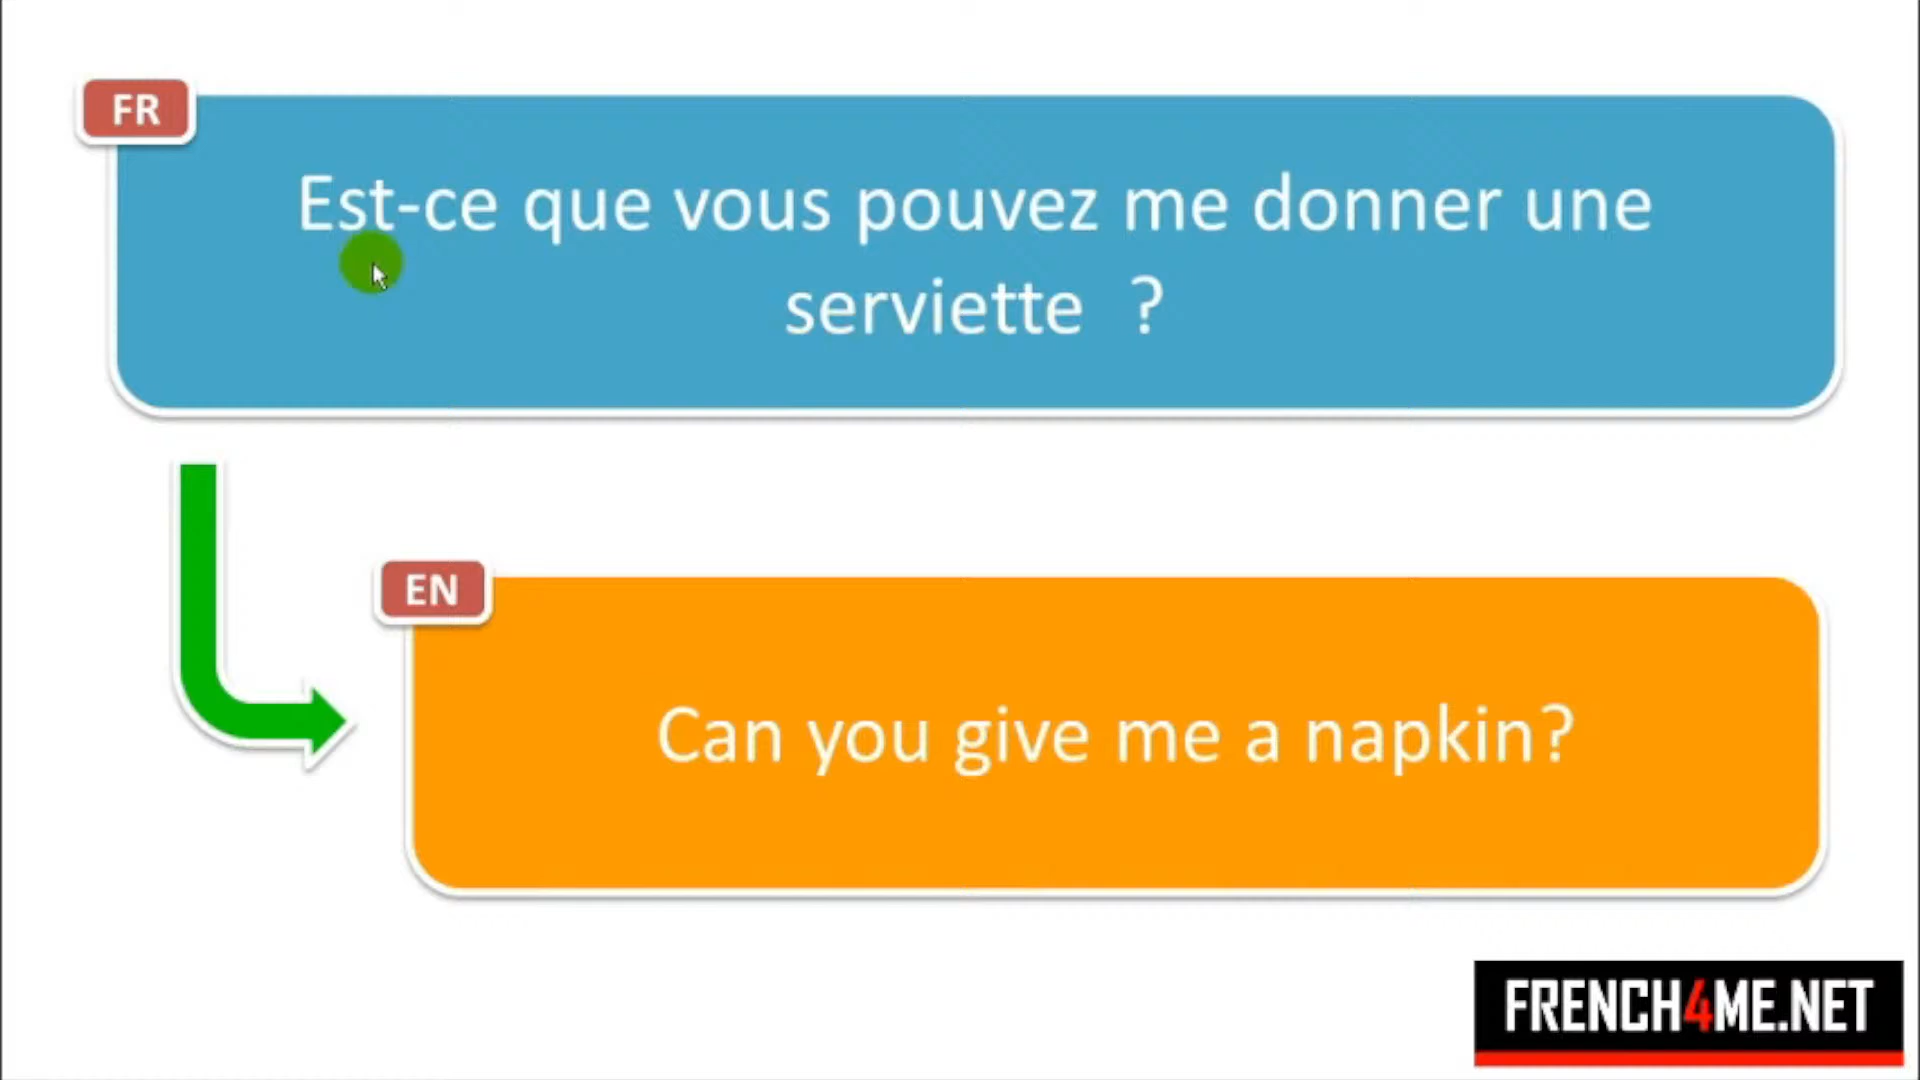 FR
Est-ce que vous pouvez me donner une
serviette ?
EN
Can you give me a napkin?
FRENCH4ME.NET